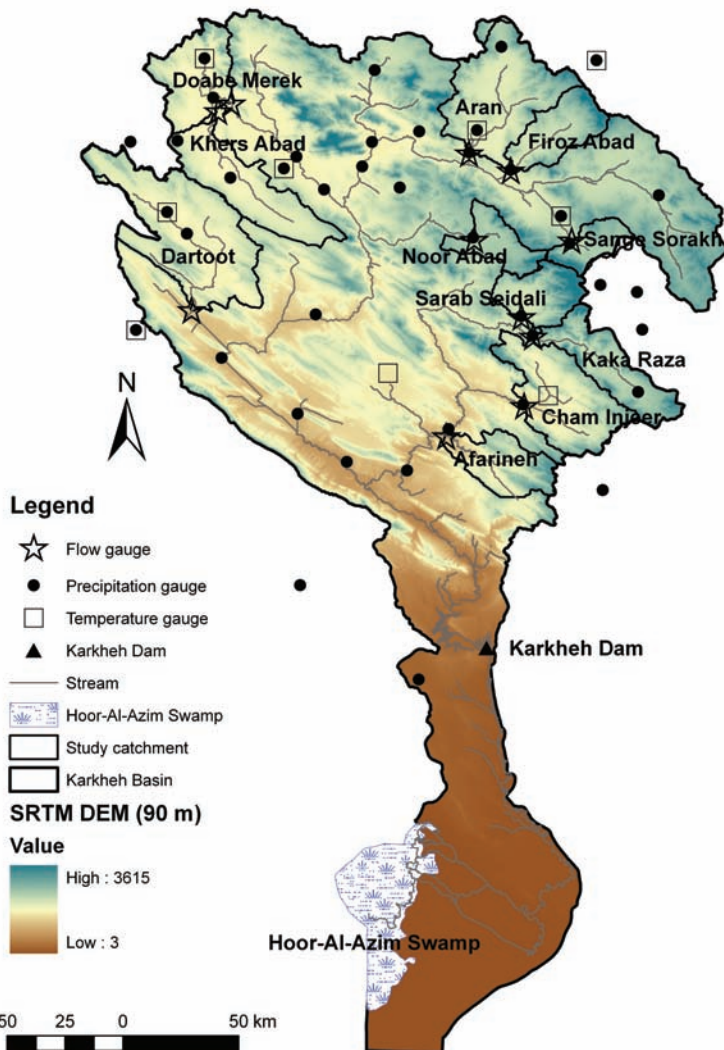 Doabe Merek
Aran
Khers Abad
Firoz Abad
Dartoot
Noor Abad
Sange Sorakh
Sarab Seidali
Kaka Raza
N
Cham Injeer
Afarineh
Legend
Flow gauge
Precipitation gauge
Temperature gauge
Karkheh Dam
Karkheh Dam
Stream
Hoor-Al-Azim Swamp
Study catchment
Karkheh Basin
SRTM DEM (90 m)
Value
High : 3615
Low : 3
Hoor-Al-Azim Swamp
50 25 0 50 km